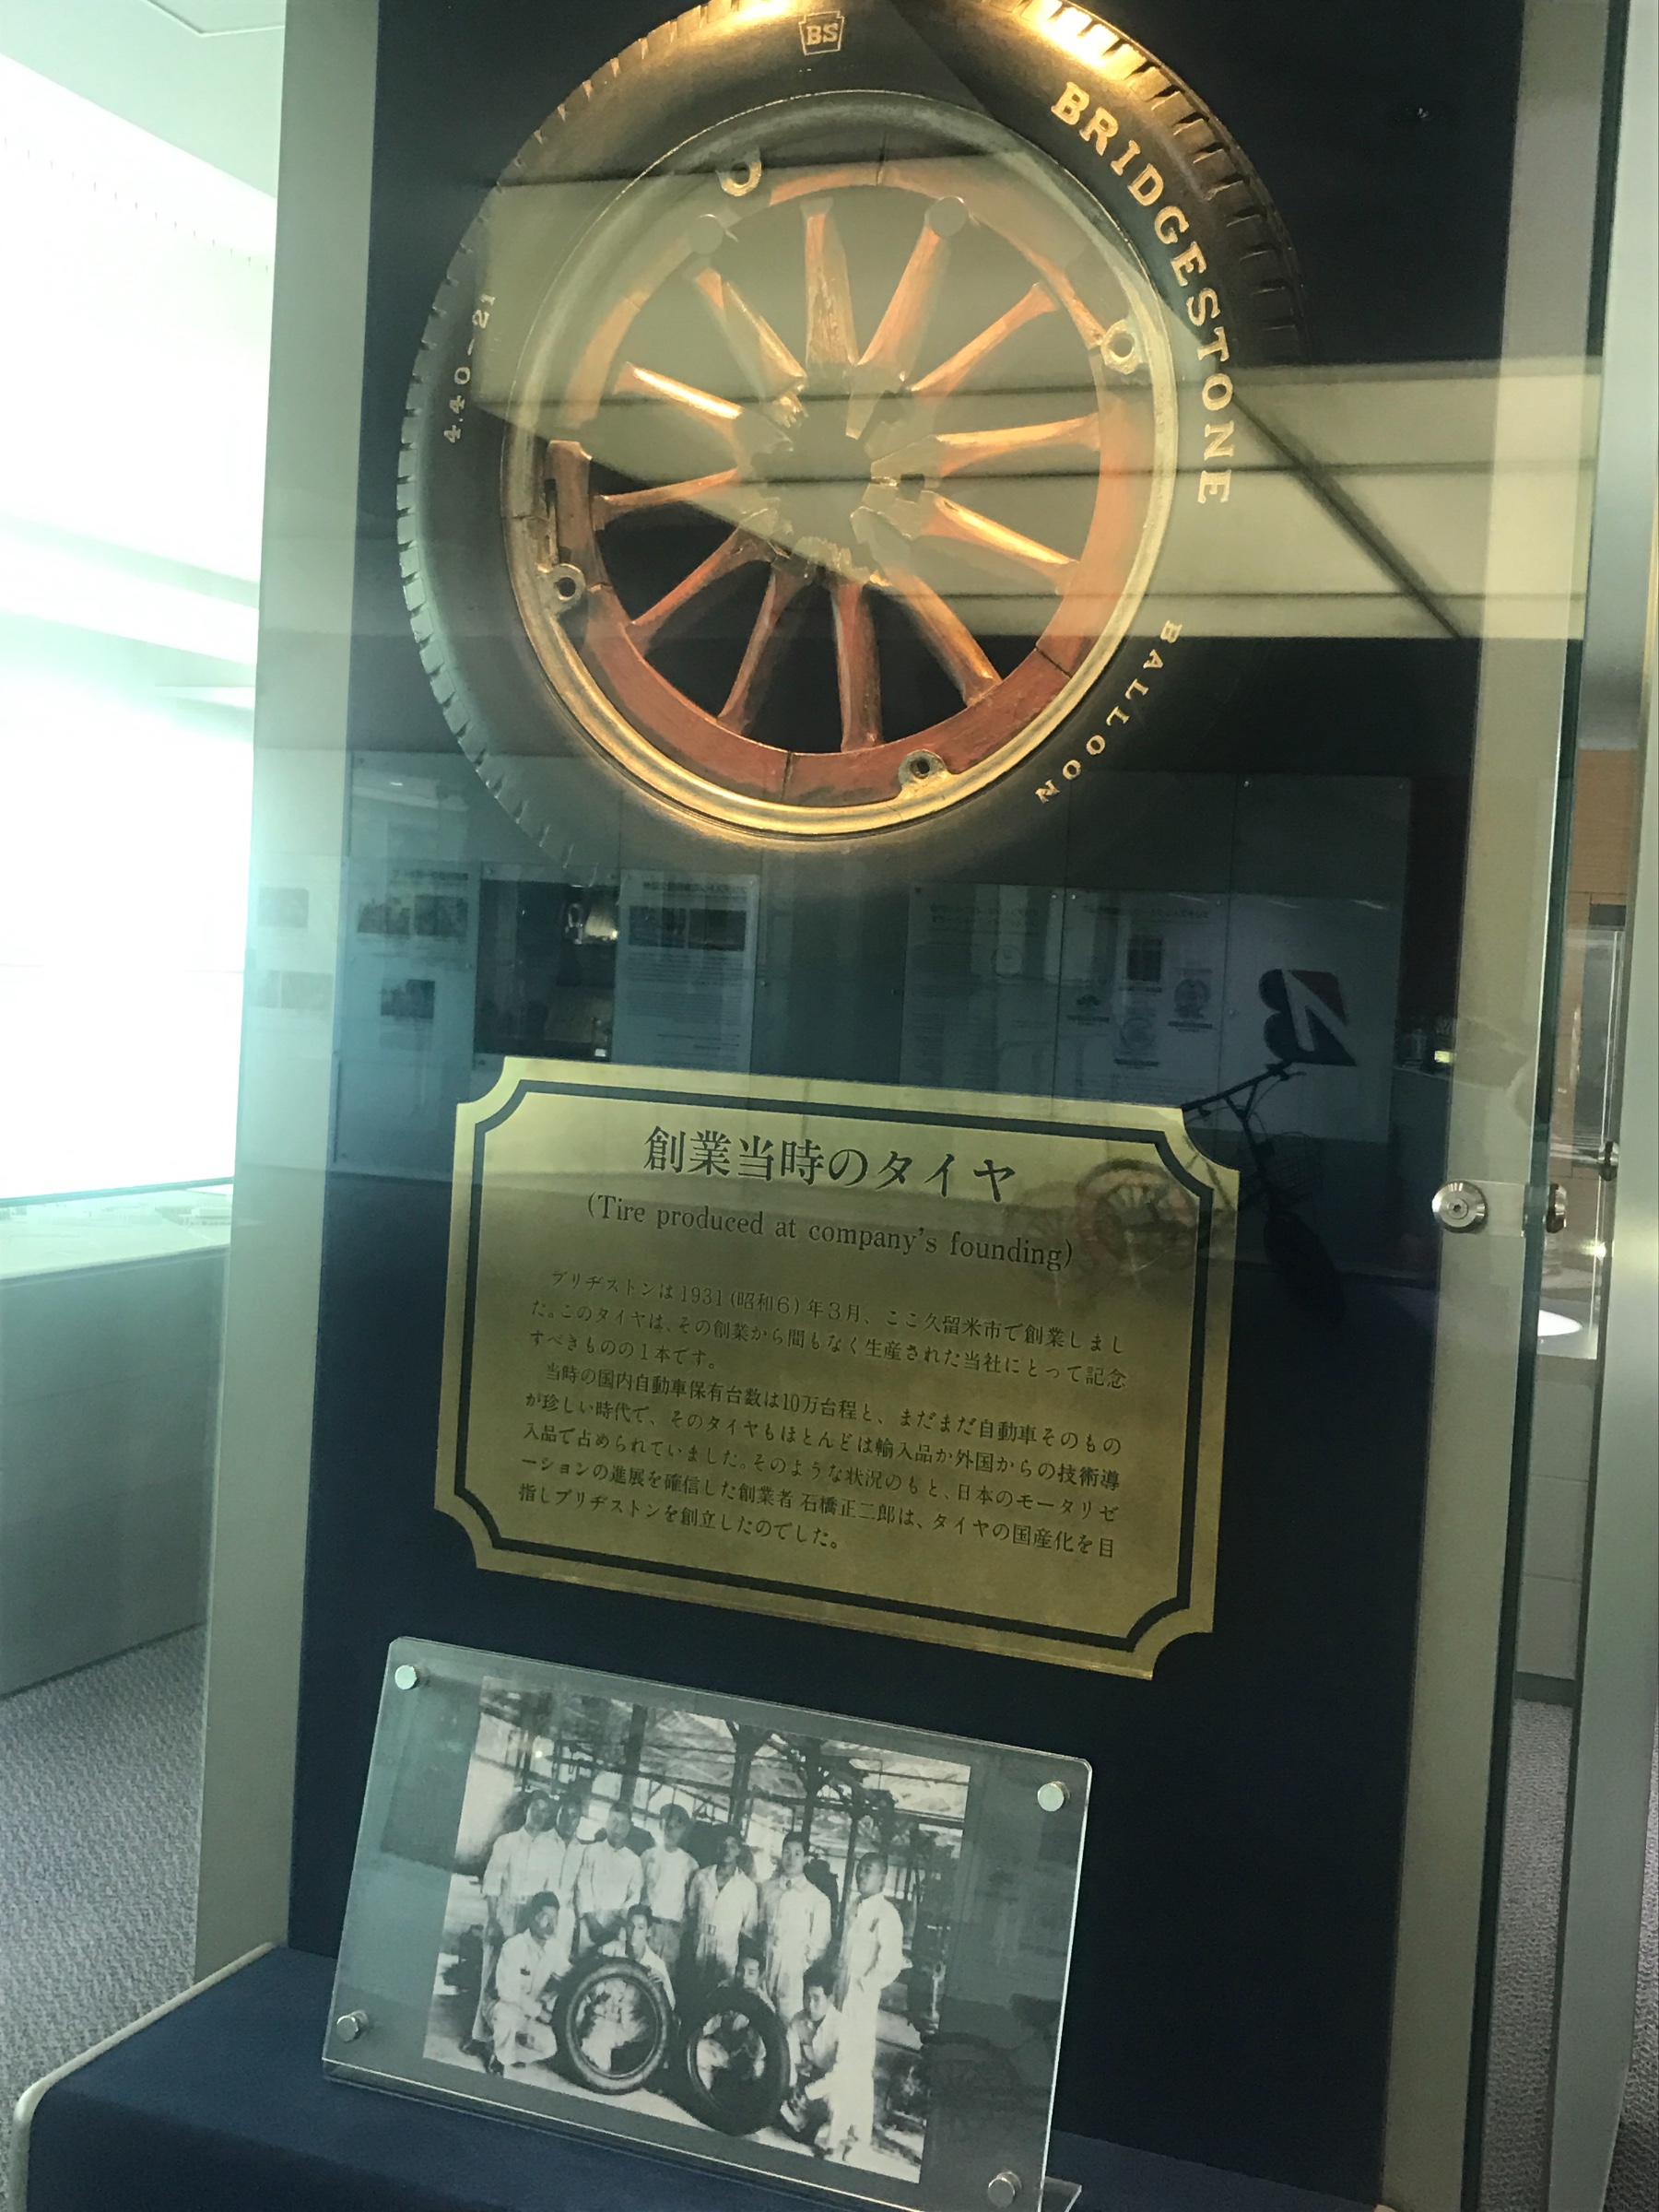 BS
BRIDGESTONE
4.40-21
BALLOON
創業当時のタイヤ
(Tire produced at company's founding)
ブリヂストンは1931(昭和6)年3月、ここ久留米市で創業しまし
た。このタイヤは、その創業から間もなく生産された当社にとって記念
すべきものの1本です。
当時の国内自動車保有台数は10万台程と、まだまだ自動車そのもの
が珍しい時代で、そのタイヤもほとんどは輸入品か外国からの技術導
入品で占められていました。そのような状況のもと、日本のモータリゼ
ーションの進展を確信した創業者 石橋正二郎は、タイヤの国産化を目
指しブリヂストンを創立したのでした。